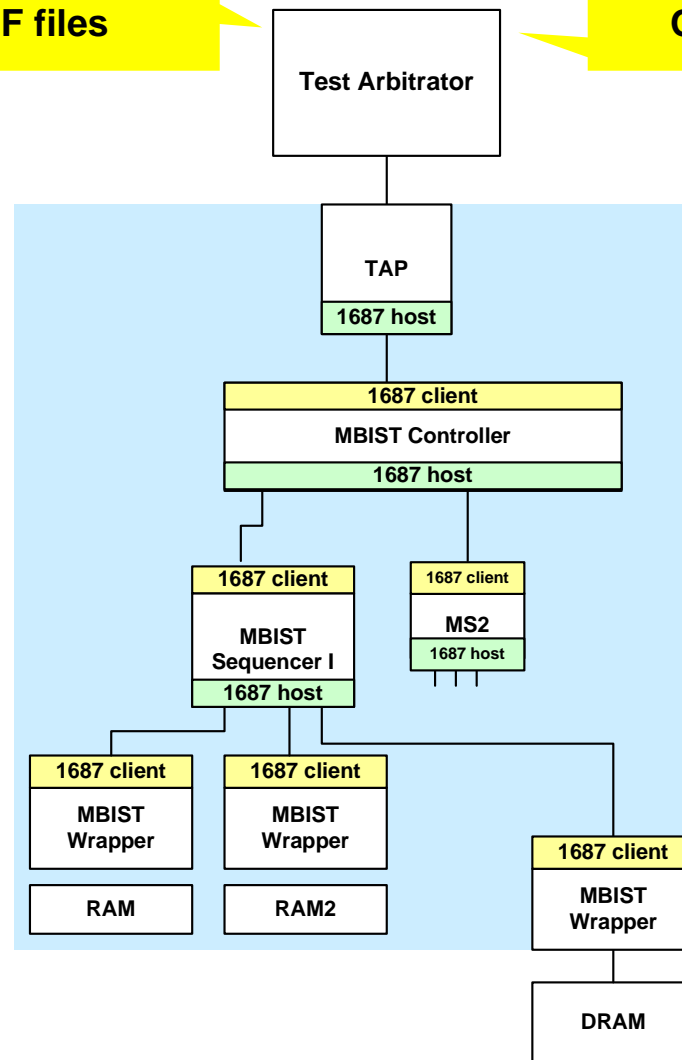 F files
Test Arbitrator
TAP
1687 host
1687 client
MBIST Controller
1687 host
1687 client
MBIST
Sequencer I
1687 host
1687 client
MS2
1687 host
1687 client
MBIST
Wrapper
RAM
1687 client
MBIST
Wrapper
RAM2
1687 client
MBIST
Wrapper
DRAM